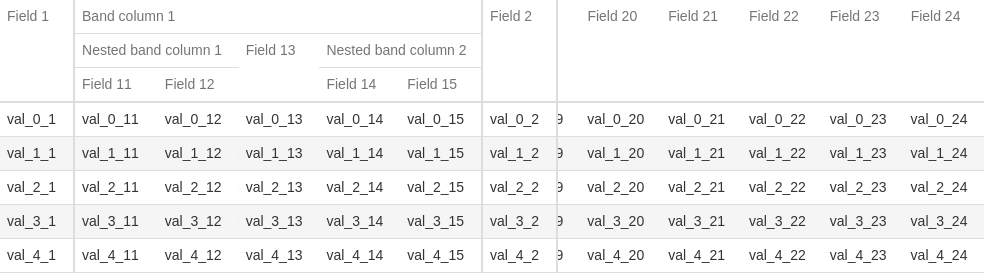 Field 1 Band column 1 Field 2 Field 20 Field 21 Field 22 Field 23 Field 24
Nested band column 1 Field 13 Nested band column 2
Field 11 Field 12 Field 14 Field 15
val_0_1 val_0_11 val_0_12 val_0_13 val_0_14 val_0_15 val_0_2 9 val_0_20 val_0_21 val_0_22 val_0_23 val_0_24
val_1_1 val_1_11 val_1_12 val_1_13 val_1_14 val_1_15 val_1_2 9 val_1_20 val_1_21 val_1_22 val_1_23 val_1_24
val_2_1 val_2_11 val_2_12 val_2_13 val_2_14 val_2_15 val_2_2 9 val_2_20 val_2_21 val_2_22 val_2_23 val_2_24
val_3_1 val_3_11 val_3_12 val_3_13 val_3_14 val_3_15 val_3_2 9 val_3_20 val_3_21 val_3_22 val_3_23 val_3_24
val_4_1 val_4_11 val_4_12 val_4_13 val_4_14 val_4_15 val_4_2 9 val_4_20 val_4_21 val_4_22 val_4_23 val_4_24